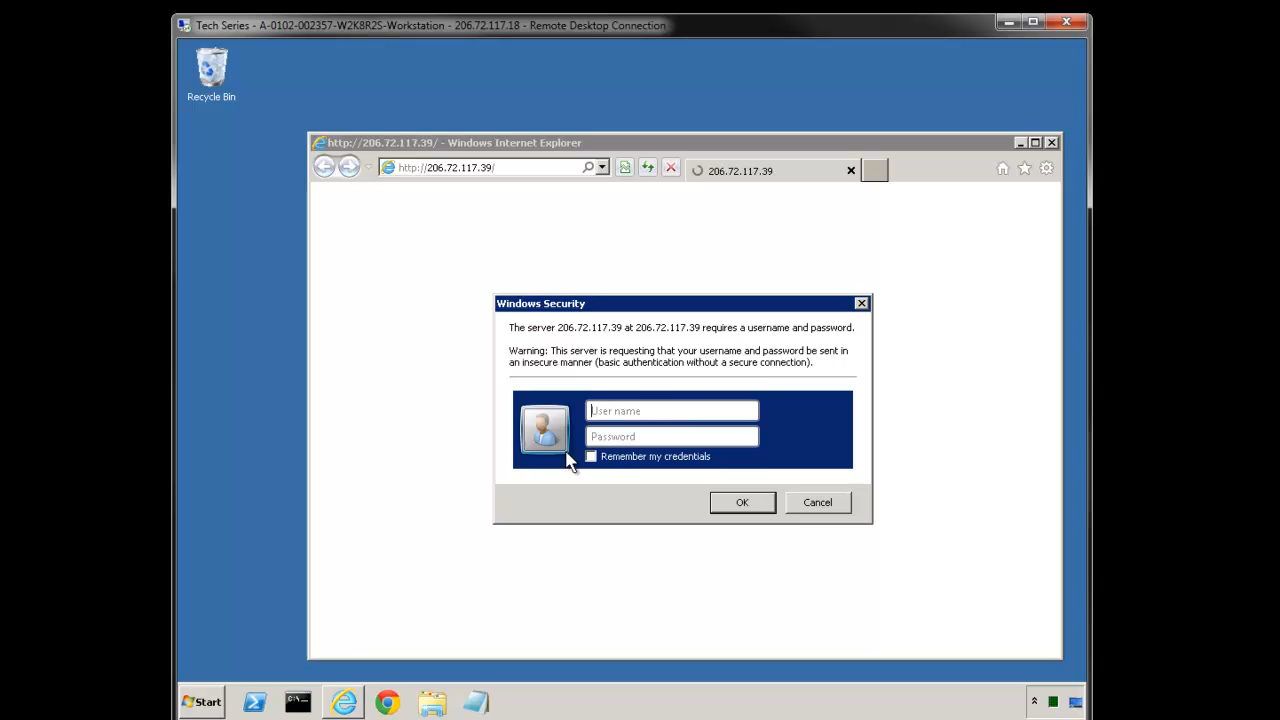 Tech Series - A-0102-002357-W2K8R2S-Workstation - 206.72.117.18 - Remote Desktop Connection
Recycle Bin
http://206.72.117.39/ - Windows Internet Explorer
http://206.72.117.39/
206.72.117.39
Windows Security
The server 206.72.117.39 at 206.72.117.39 requires a username and password.
Warning: This server is requesting that your username and password be sent in
an insecure manner (basic authentication without a secure connection).
User name
Password
Remember my credentials
OK
Cancel
Start
C:\